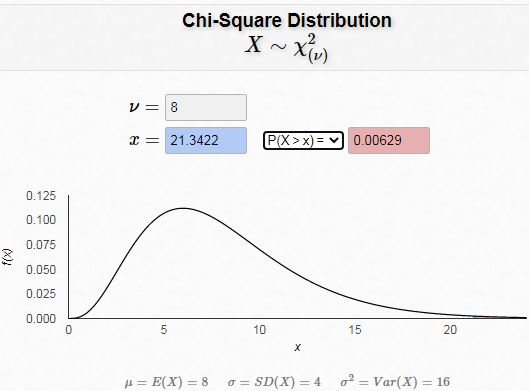 Chi-Square Distribution
X ∼ χ²₍ν₎
ν = 8
x = 21.3422 P(X > x) = 0.00629
0.125
0.100
0.075
0.050
0.025
0.000
f(x)
0 5 10 15 20
x
μ = E(X) = 8 σ = SD(X) = 4 σ² = Var(X) = 16